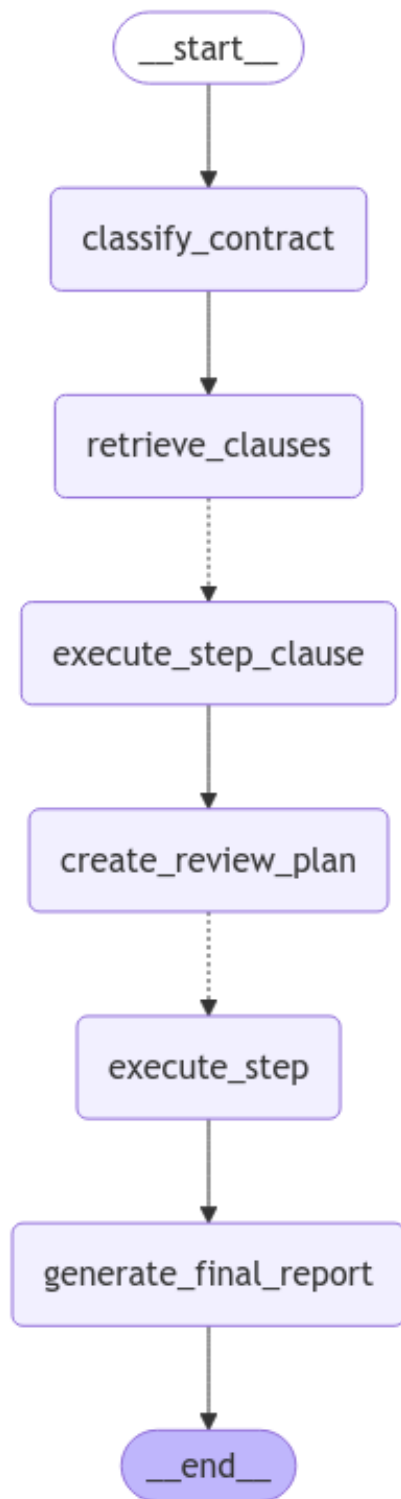 __start__
classify_contract
retrieve_clauses
execute_step_clause
create_review_plan
execute_step
generate_final_report
__end__